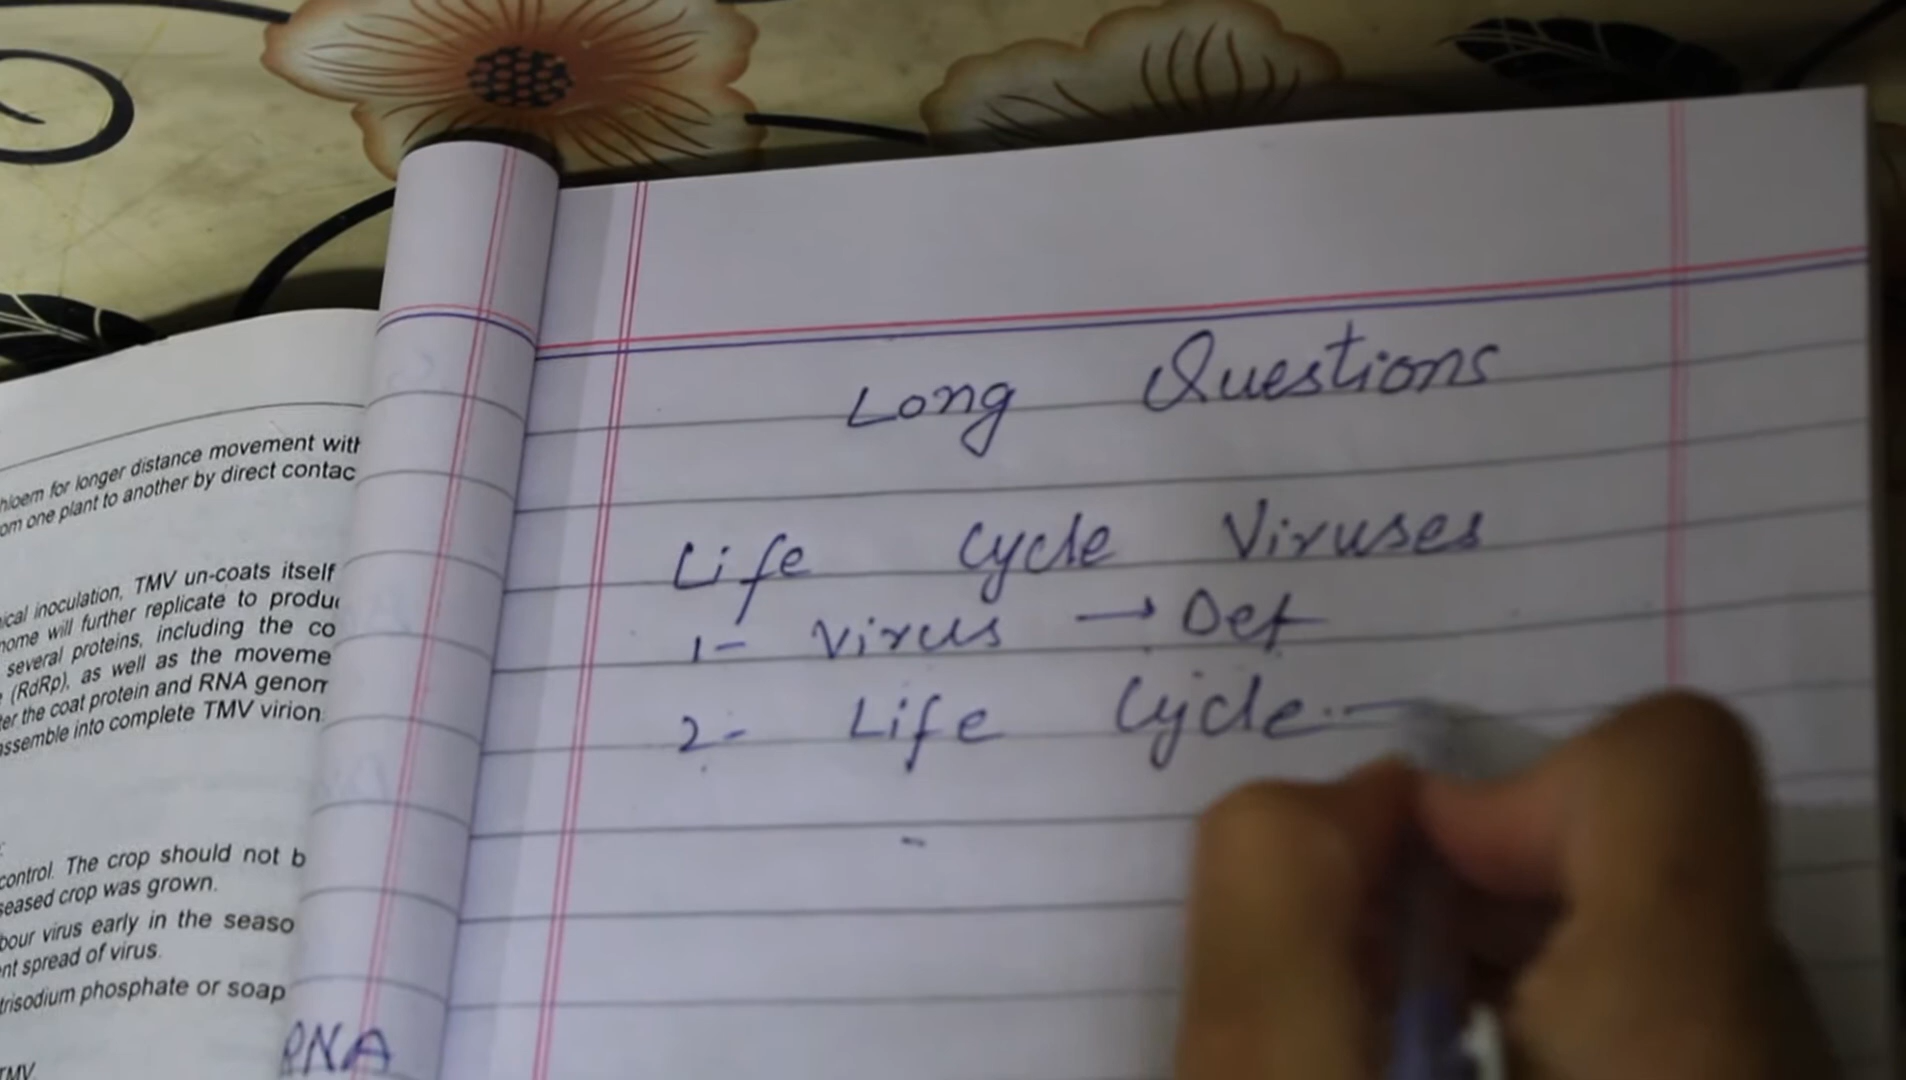 hloem for longer distance movement with
om one plant to another by direct contac
ical inoculation, TMV un-coats itself
nome will further replicate to produ
several proteins, including the co
(RdRp), as well as the moveme
ter the coat protein and RNA genom
assemble into complete TMV virion
control. The crop should not b
seased crop was grown.
bour virus early in the seaso
nt spread of virus.
trisodium phosphate or soap
TMV
RNA
Long Questions
Life Cycle Viruses
1- Virus → Def
2- Life Cycle. —